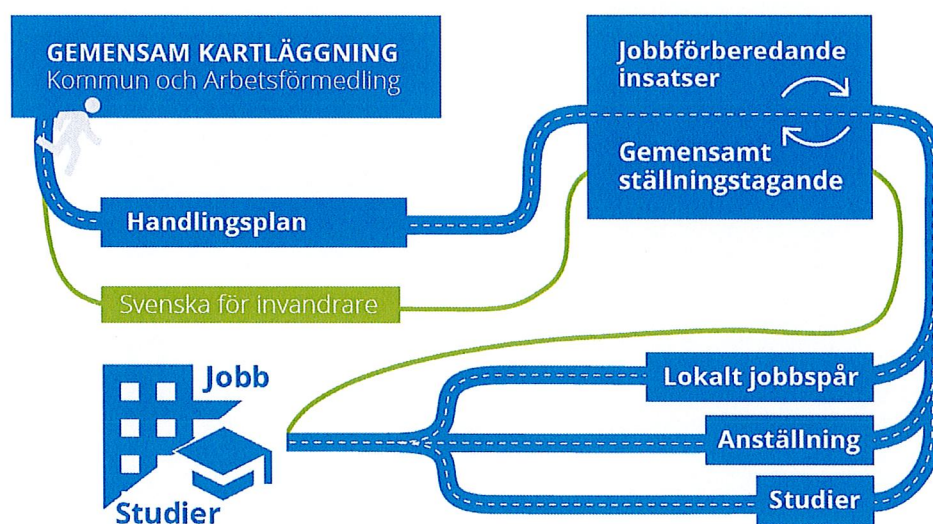 GEMENSAM KARTLÄGGNING
Kommun och Arbetsförmedling
Jobbförberedande
insatser
Gemensamt
ställningstagande
Handlingsplan
Svenska för invandrare
Lokalt jobbspår
Anställning
Studier
Jobb
Studier